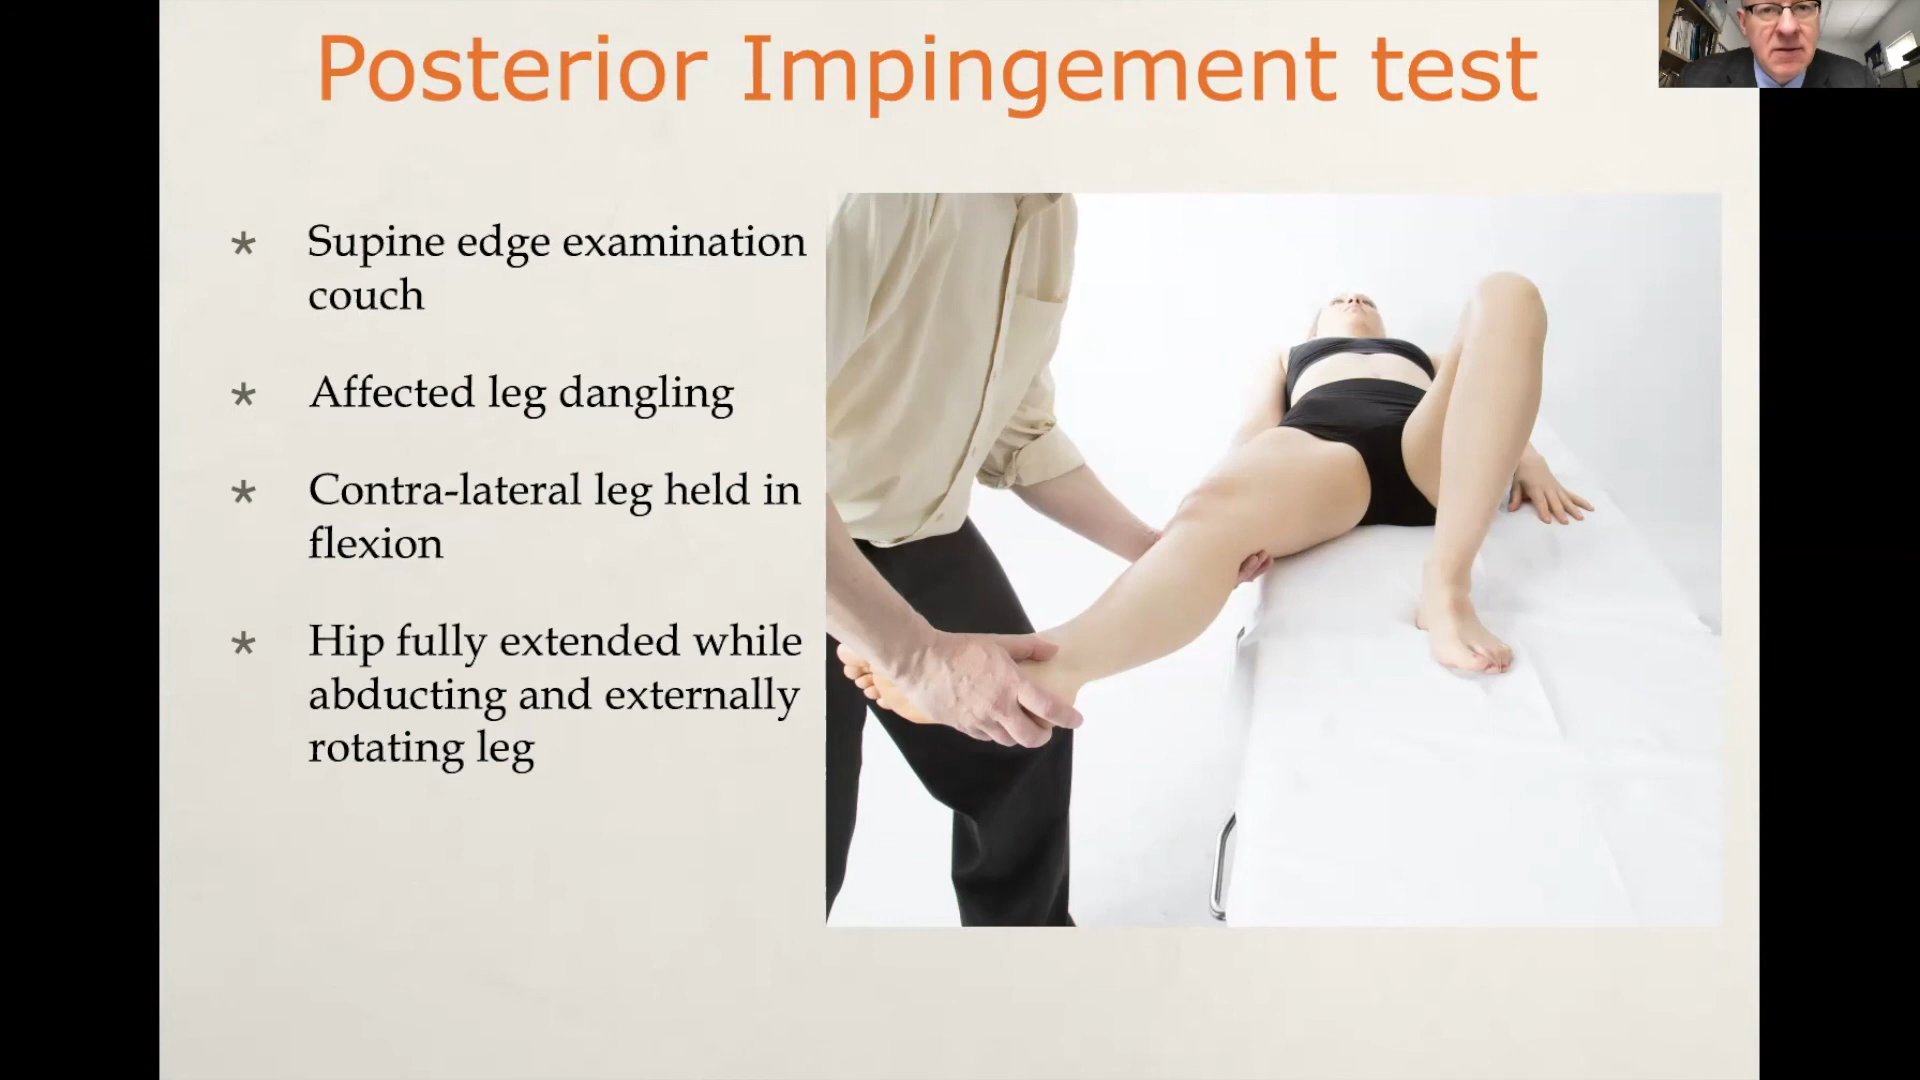 Posterior Impingement test
* Supine edge examination
couch
* Affected leg dangling
* Contra-lateral leg held in
flexion
* Hip fully extended while
abducting and externally
rotating leg